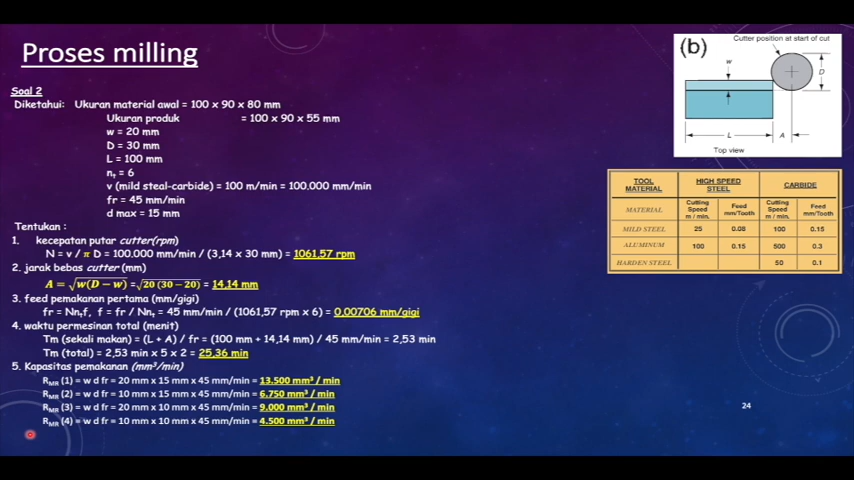 Proses milling
Soal 2
Diketahui: Ukuran material awal = 100 x 90 x 80 mm
Ukuran produk = 100 x 90 x 55 mm
w = 20 mm
D = 30 mm
L = 100 mm
nₜ = 6
v (mild steal-carbide) = 100 m/min = 100.000 mm/min
fr = 45 mm/min
d max = 15 mm
Tentukan :
1. kecepatan putar cutter(rpm)
N = v / π D = 100.000 mm/min / (3,14 x 30 mm) = 1061,57 rpm
2. jarak bebas cutter (mm)
A = √w(D − w) = √20 (30 − 20) = 14,14 mm
3. feed pemakanan pertama (mm/gigi)
fr = Nnₜf, f = fr / Nnₜ = 45 mm/min / (1061,57 rpm x 6) = 0,00706 mm/gigi
4. waktu permesinan total (menit)
Tm (sekali makan) = (L + A) / fr = (100 mm + 14,14 mm) / 45 mm/min = 2,53 min
Tm (total) = 2,53 min x 5 x 2 = 25,36 min
5. Kapasitas pemakanan (mm³/min)
RMR (1) = w d fr = 20 mm x 15 mm x 45 mm/min = 13.500 mm³ / min
RMR (2) = w d fr = 10 mm x 15 mm x 45 mm/min = 6.750 mm³ / min
RMR (3) = w d fr = 20 mm x 10 mm x 45 mm/min = 9.000 mm³ / min
RMR (4) = w d fr = 10 mm x 10 mm x 45 mm/min = 4.500 mm³ / min
(b)
Cutter position at start of cut
w
D
L
A
Top view
TOOL MATERIAL HIGH SPEED STEEL CARBIDE
MATERIAL Cutting Speed m / min. Feed mm/Tooth Cutting Speed m / min. Feed mm/Tooth
MILD STEEL 25 0.08 100 0.15
ALUMINUM 100 0.15 500 0.3
HARDEN STEEL 50 0.1
24